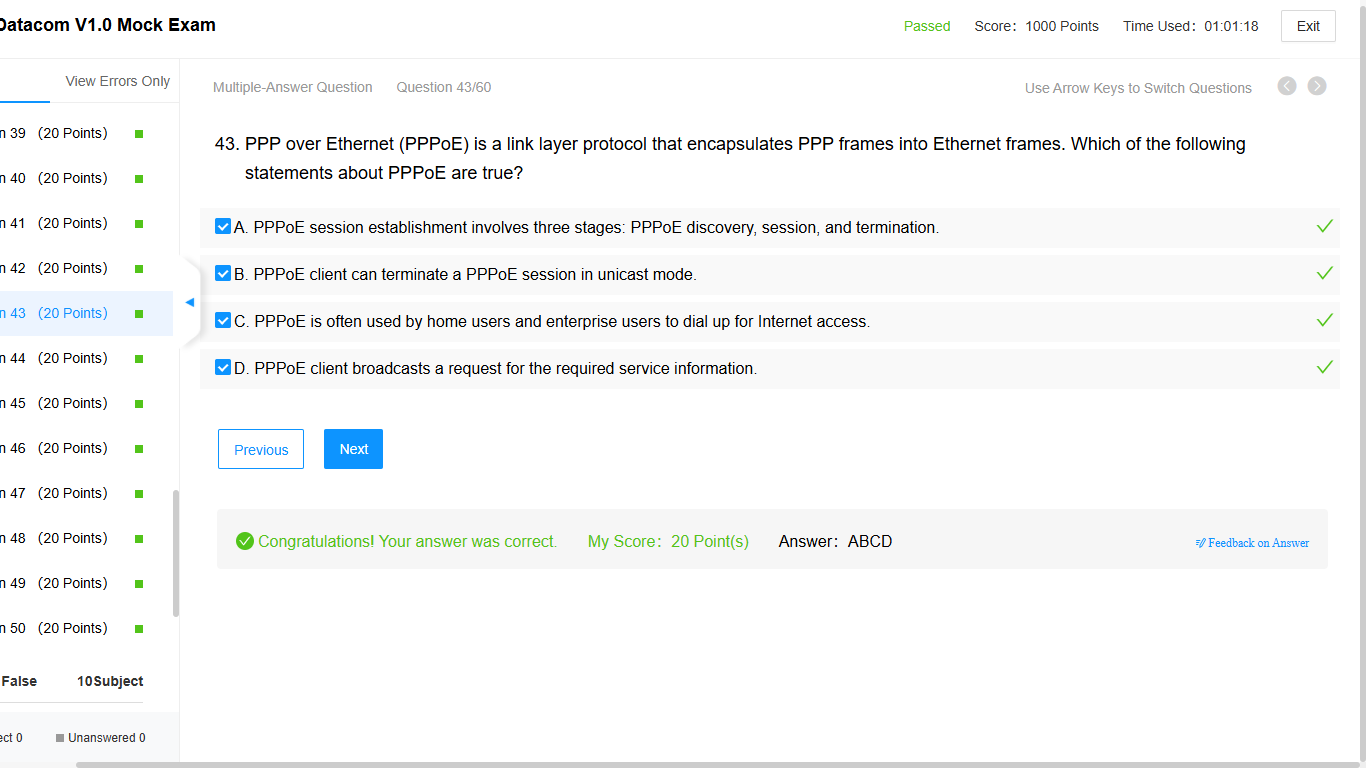 Datacom V1.0 Mock Exam
Passed Score：1000 Points Time Used：01:01:18 Exit
View Errors Only
n 39 (20 Points)
n 40 (20 Points)
n 41 (20 Points)
n 42 (20 Points)
n 43 (20 Points)
n 44 (20 Points)
n 45 (20 Points)
n 46 (20 Points)
n 47 (20 Points)
n 48 (20 Points)
n 49 (20 Points)
n 50 (20 Points)
False 10Subject
ect 0 Unanswered 0
Multiple-Answer Question Question 43/60 Use Arrow Keys to Switch Questions
43. PPP over Ethernet (PPPoE) is a link layer protocol that encapsulates PPP frames into Ethernet frames. Which of the following
statements about PPPoE are true?
A. PPPoE session establishment involves three stages: PPPoE discovery, session, and termination.
B. PPPoE client can terminate a PPPoE session in unicast mode.
C. PPPoE is often used by home users and enterprise users to dial up for Internet access.
D. PPPoE client broadcasts a request for the required service information.
Previous Next
Congratulations! Your answer was correct. My Score：20 Point(s) Answer：ABCD Feedback on Answer